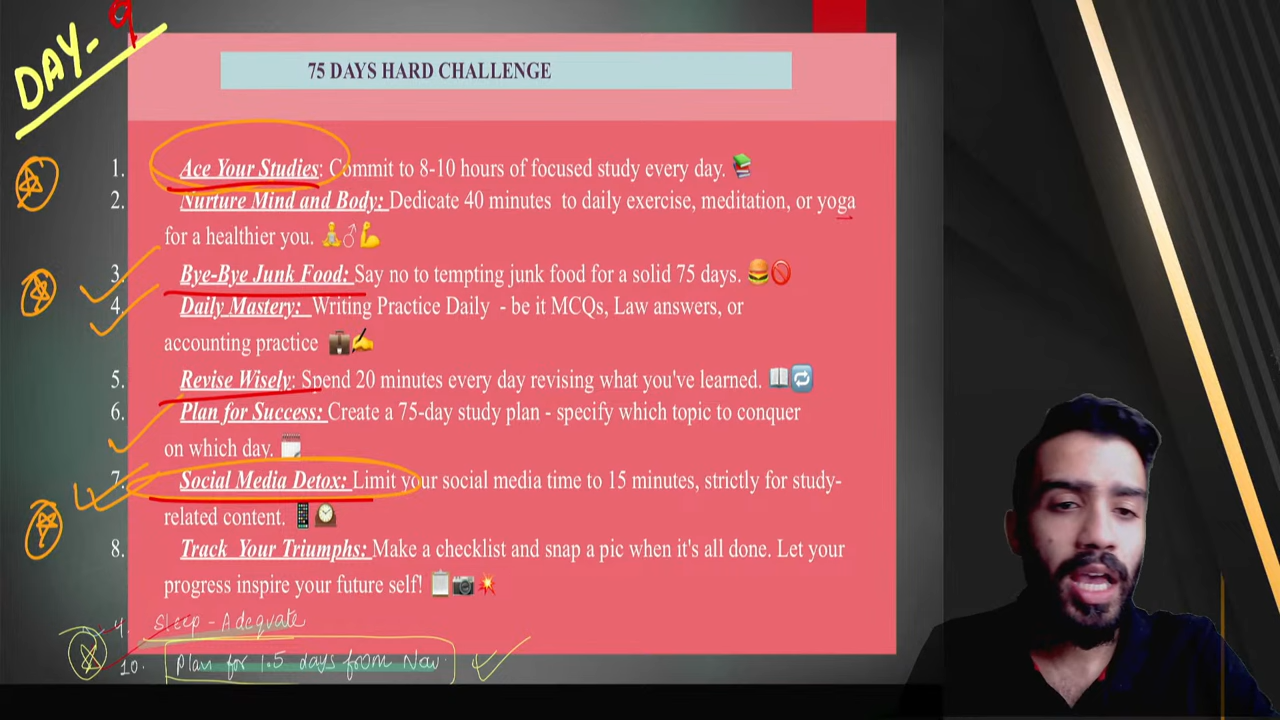 DAY- 9
75 DAYS HARD CHALLENGE
1. Ace Your Studies: Commit to 8-10 hours of focused study every day. 📚
2. Nurture Mind and Body: Dedicate 40 minutes to daily exercise, meditation, or yoga
for a healthier you. 🧘♂️💪
3. Bye-Bye Junk Food: Say no to tempting junk food for a solid 75 days. 🍔🚫
4. Daily Mastery: Writing Practice Daily - be it MCQs, Law answers, or
accounting practice 💼✍️
5. Revise Wisely: Spend 20 minutes every day revising what you've learned. 📖🔁
6. Plan for Success: Create a 75-day study plan - specify which topic to conquer
on which day. 🗒️
7. Social Media Detox: Limit your social media time to 15 minutes, strictly for study-
related content. 📱🕰️
8. Track Your Triumphs: Make a checklist and snap a pic when it's all done. Let your
progress inspire your future self! 📋📷💥
Sleep - Adequate
10. Plan for 1.5 days from Now.